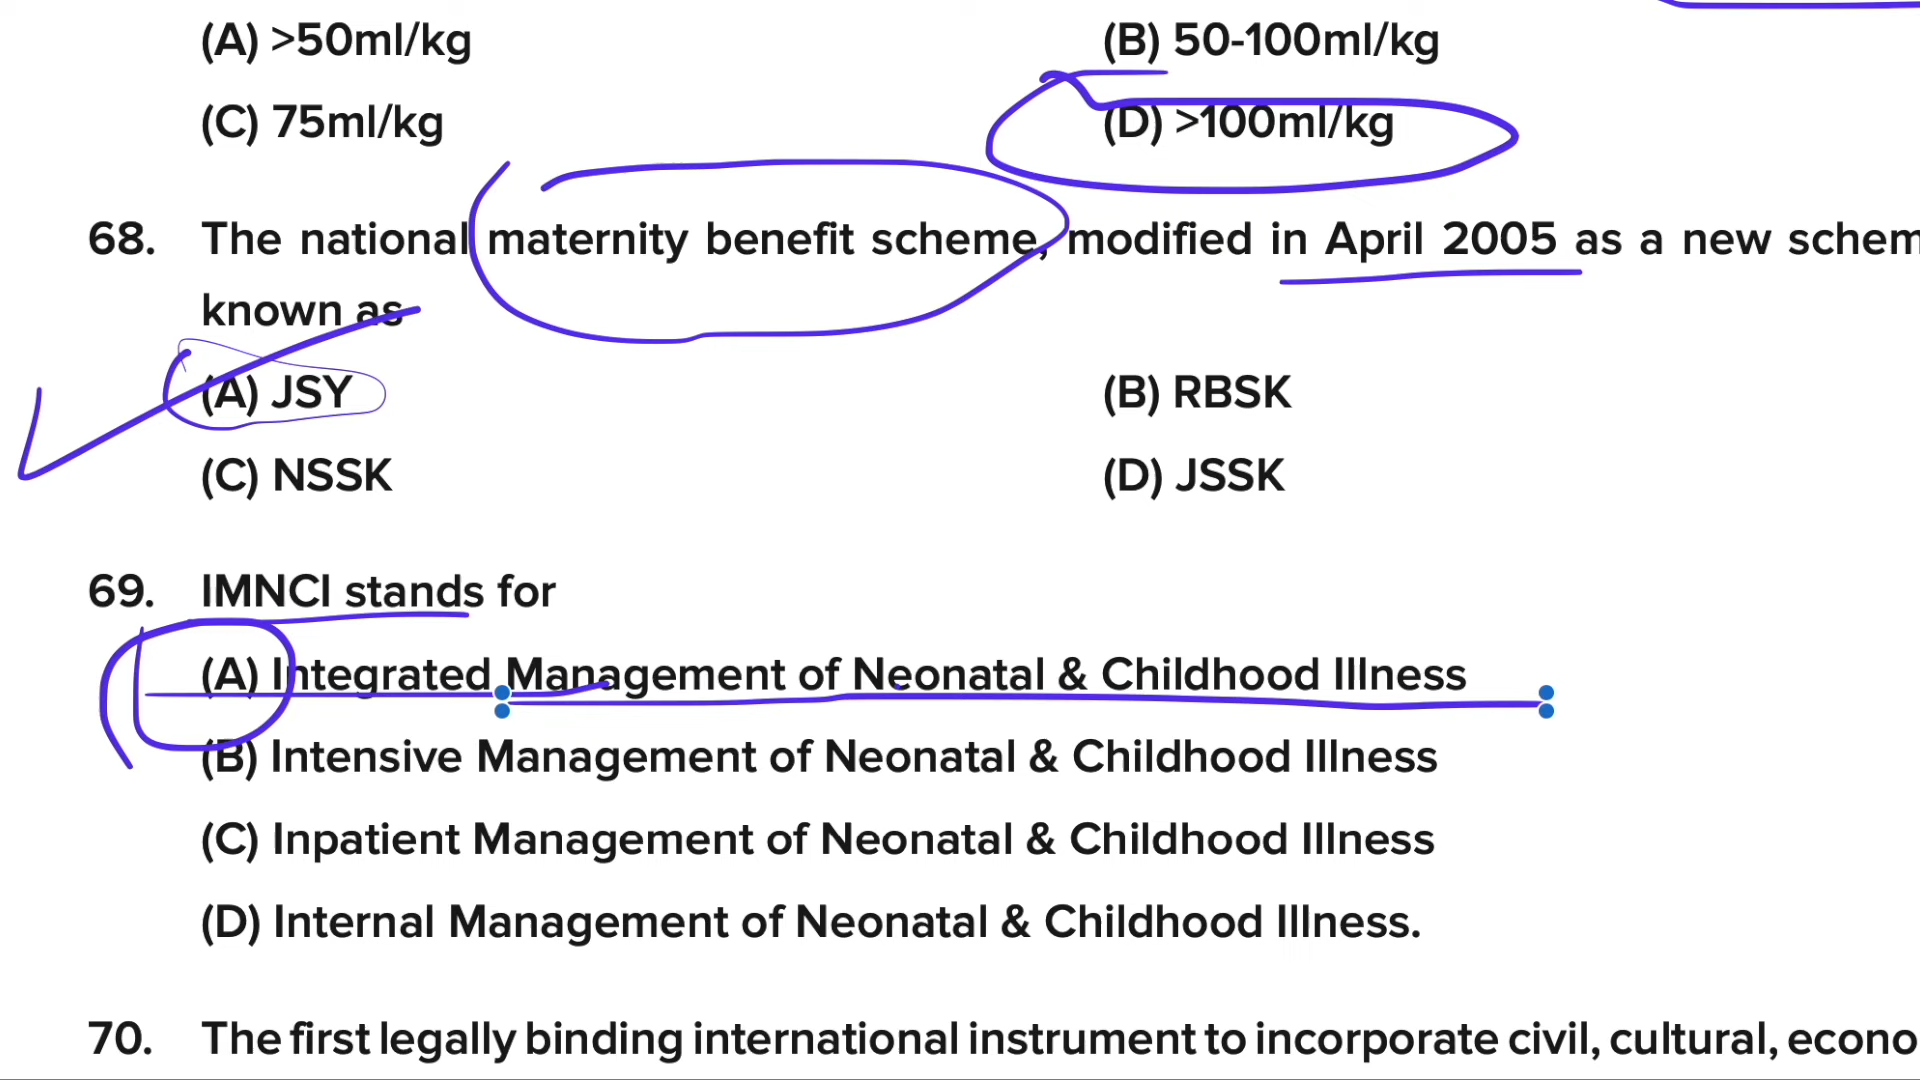 (A) >50ml/kg (B) 50-100ml/kg
(C) 75ml/kg (D) >100ml/kg
68. The national maternity benefit scheme, modified in April 2005 as a new schem
known as
(A) JSY (B) RBSK
(C) NSSK (D) JSSK
69. IMNCI stands for
(A) Integrated Management of Neonatal & Childhood Illness
(B) Intensive Management of Neonatal & Childhood Illness
(C) Inpatient Management of Neonatal & Childhood Illness
(D) Internal Management of Neonatal & Childhood Illness.
70. The first legally binding international instrument to incorporate civil, cultural, econo